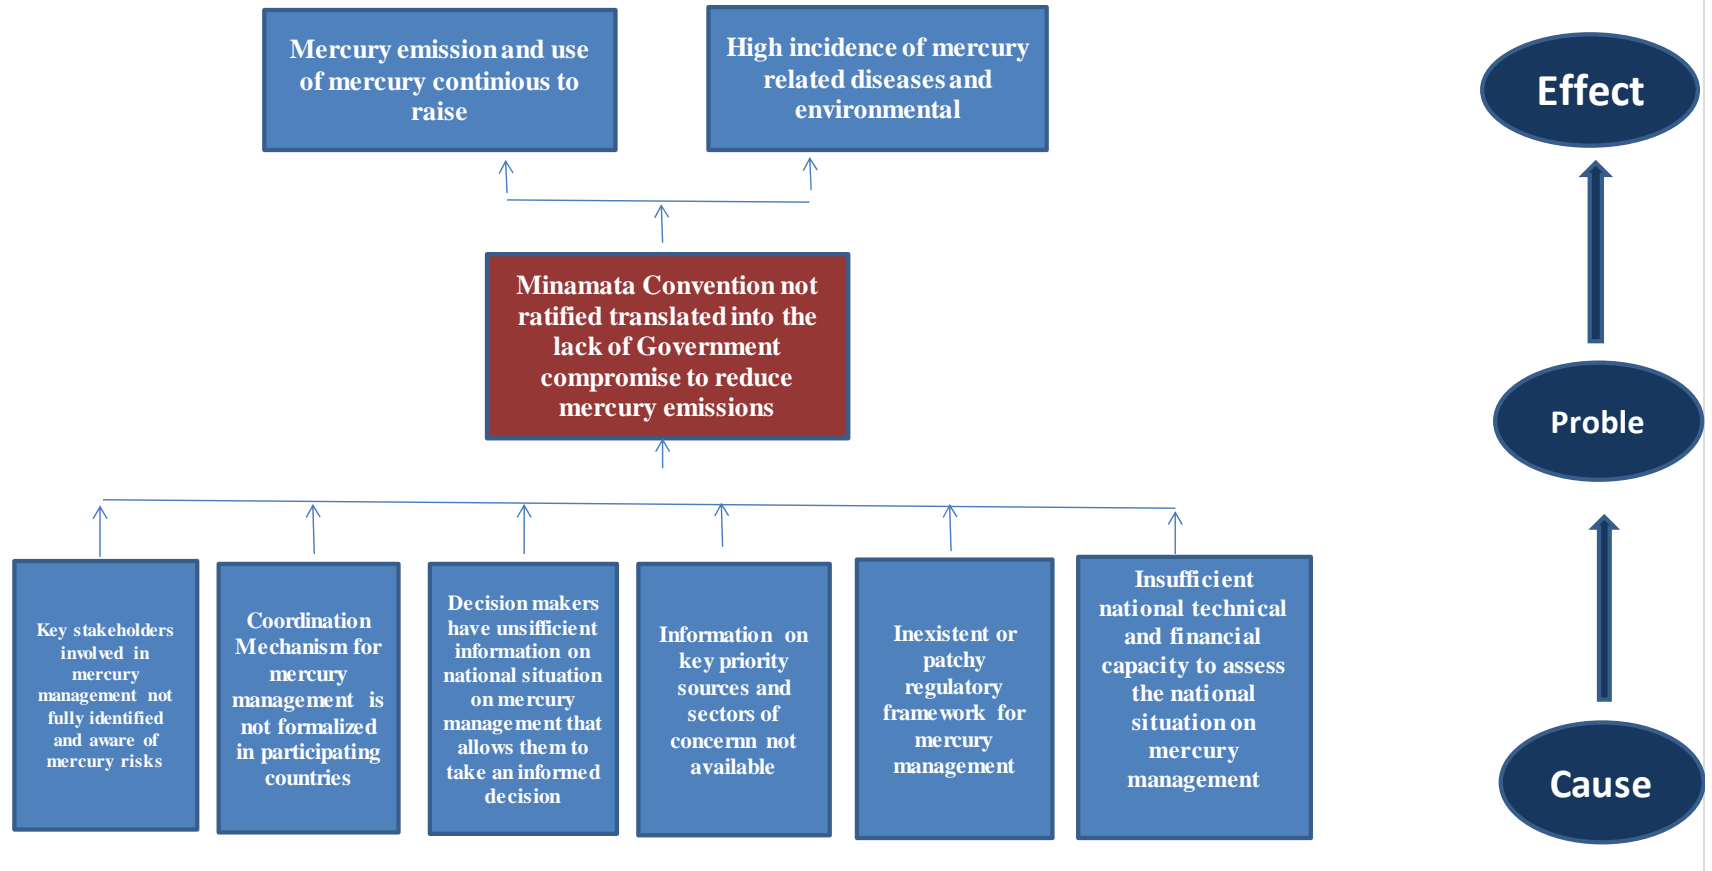 Mercury emission and use
of mercury continious to
raise
High incidence of mercury
related diseases and
environmental
Effect
Minamata Convention not
ratified translated into the
lack of Government
compromise to reduce
mercury emissions
Proble
Key stakeholders
involved in
mercury
management not
fully identified
and aware of
mercury risks
Coordination
Mechanism for
mercury
management is
not formalized
in participating
countries
Decision makers
have unsifficient
information on
national situation
on mercury
management that
allows them to
take an informed
decision
Information on
key priority
sources and
sectors of
concernn not
available
Inexistent or
patchy
regulatory
framework for
mercury
management
Insufficient
national technical
and financial
capacity to assess
the national
situation on
mercury
management
Cause